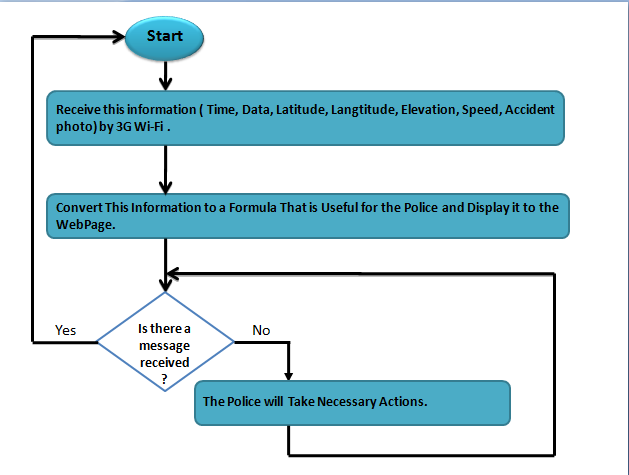 Start
Receive this information ( Time, Data, Latitude, Langtitude, Elevation, Speed, Accident
photo) by 3G Wi-Fi .
Convert This Information to a Formula That is Useful for the Police and Display it to the
WebPage.
Yes
Is there a
message
received
?
No
The Police will Take Necessary Actions.